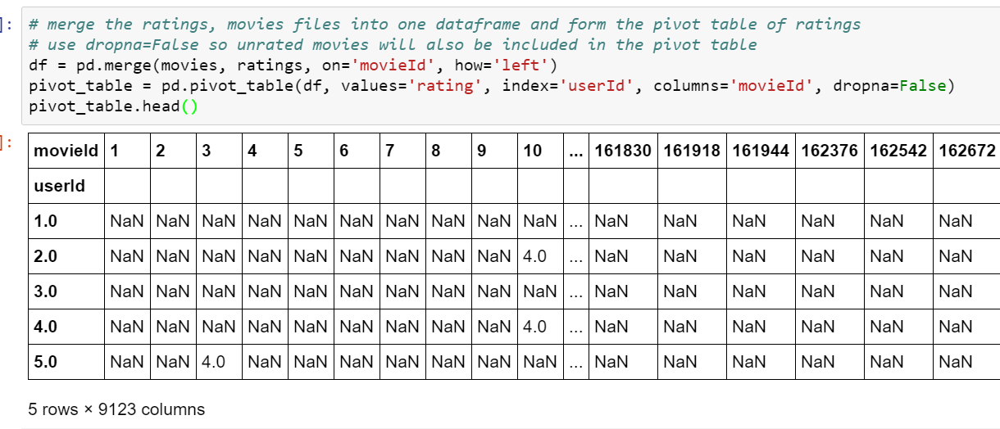 ]: # merge the ratings, movies files into one dataframe and form the pivot table of ratings
# use dropna=False so unrated movies will also be included in the pivot table
df = pd.merge(movies, ratings, on='movieId', how='left')
pivot_table = pd.pivot_table(df, values='rating', index='userId', columns='movieId', dropna=False)
pivot_table.head()
]: movieId 1 2 3 4 5 6 7 8 9 10 ... 161830 161918 161944 162376 162542 162672
userId
1.0 NaN NaN NaN NaN NaN NaN NaN NaN NaN NaN ... NaN NaN NaN NaN NaN NaN
2.0 NaN NaN NaN NaN NaN NaN NaN NaN NaN 4.0 ... NaN NaN NaN NaN NaN NaN
3.0 NaN NaN NaN NaN NaN NaN NaN NaN NaN NaN ... NaN NaN NaN NaN NaN NaN
4.0 NaN NaN NaN NaN NaN NaN NaN NaN NaN 4.0 ... NaN NaN NaN NaN NaN NaN
5.0 NaN NaN 4.0 NaN NaN NaN NaN NaN NaN NaN ... NaN NaN NaN NaN NaN NaN
5 rows × 9123 columns